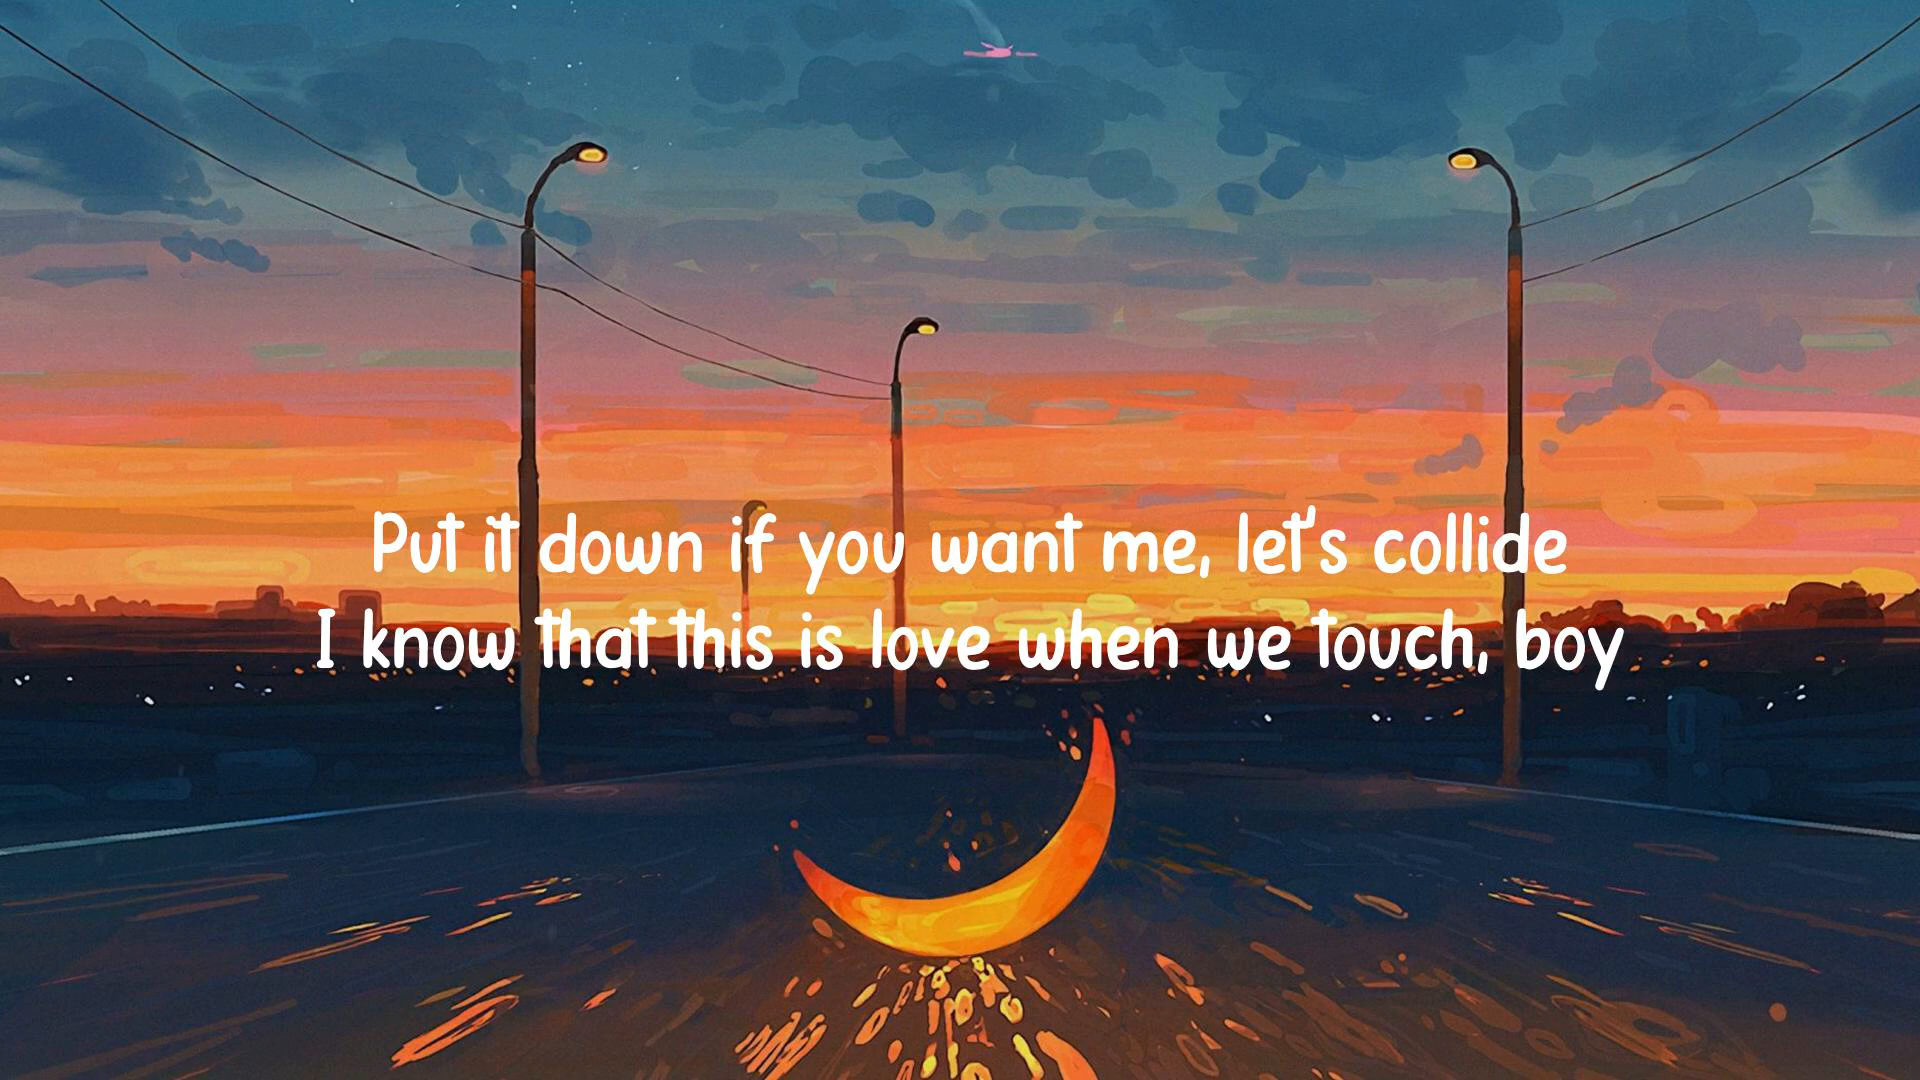 Put it down if you want me, let's collide
I know that this is love when we touch, boy